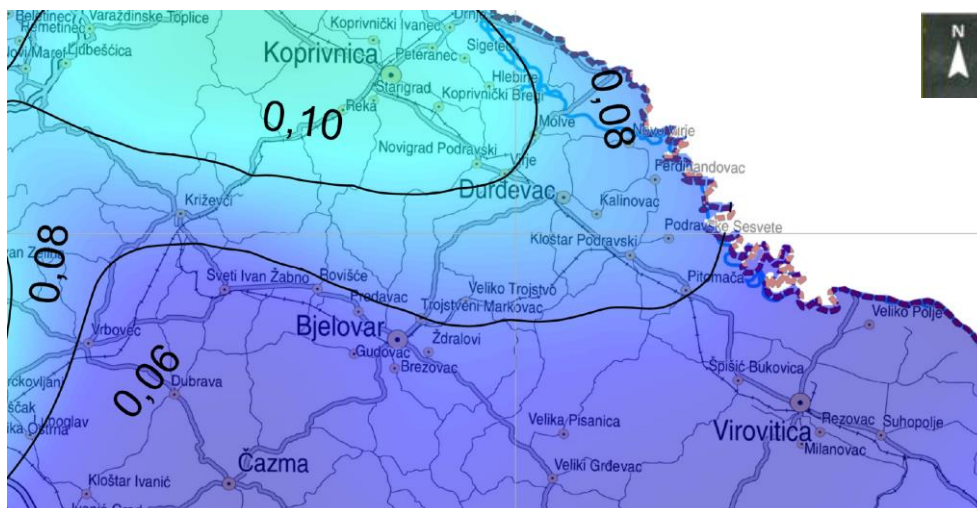 Varaždinske Toplice
Remetinec
Ljubešćica
Koprivnički Ivanec
Sigetec
Peteranec
Koprivnica
Hlebine
Starigrad
Koprivnički Bregi
Reka
0,10
0,08
Molve
Novo Virje
Novigrad Podravski
Virje
Ferdinandovac
Đurđevac
Kalinovac
Križevci
Podravske Sesvete
Kloštar Podravski
0,08
Pitomača
Sveti Ivan Žabno
Rovišće
Predavac
Veliko Trojstvo
Trojstveni Markovac
Veliko Polje
Vrbovec
Bjelovar
Ždralovi
Gudovac
Brezovac
Špišić Bukovica
0,06
Dubrava
Virovitica
Rezovac
Suhopolje
Velika Pisanica
Milanovac
Čazma
Veliki Grđevac
Kloštar Ivanić
N